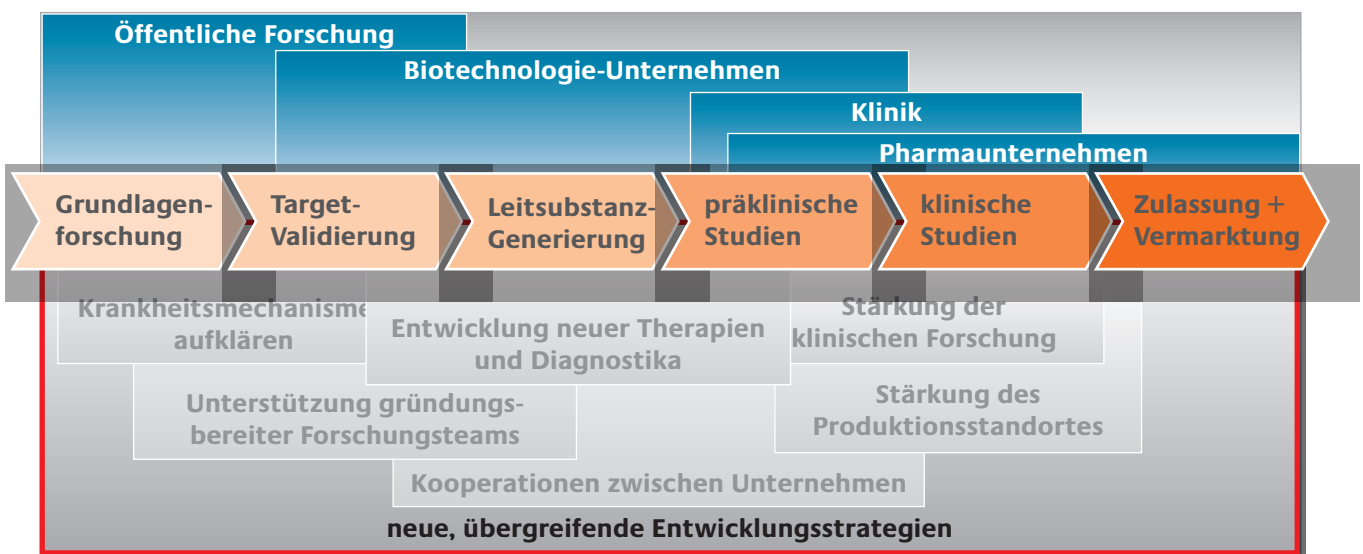 Öffentliche Forschung
Biotechnologie-Unternehmen
Klinik
Pharmaunternehmen
Grundlagen-
forschung
Target-
Validierung
Leitsubstanz-
Generierung
präklinische
Studien
klinische
Studien
Zulassung +
Vermarktung
Krankheitsmechanisme
aufklären
Entwicklung neuer Therapien
und Diagnostika
Stärkung der
klinischen Forschung
Unterstützung gründungs-
bereiter Forschungsteams
Stärkung des
Produktionsstandortes
Kooperationen zwischen Unternehmen
neue, übergreifende Entwicklungsstrategien